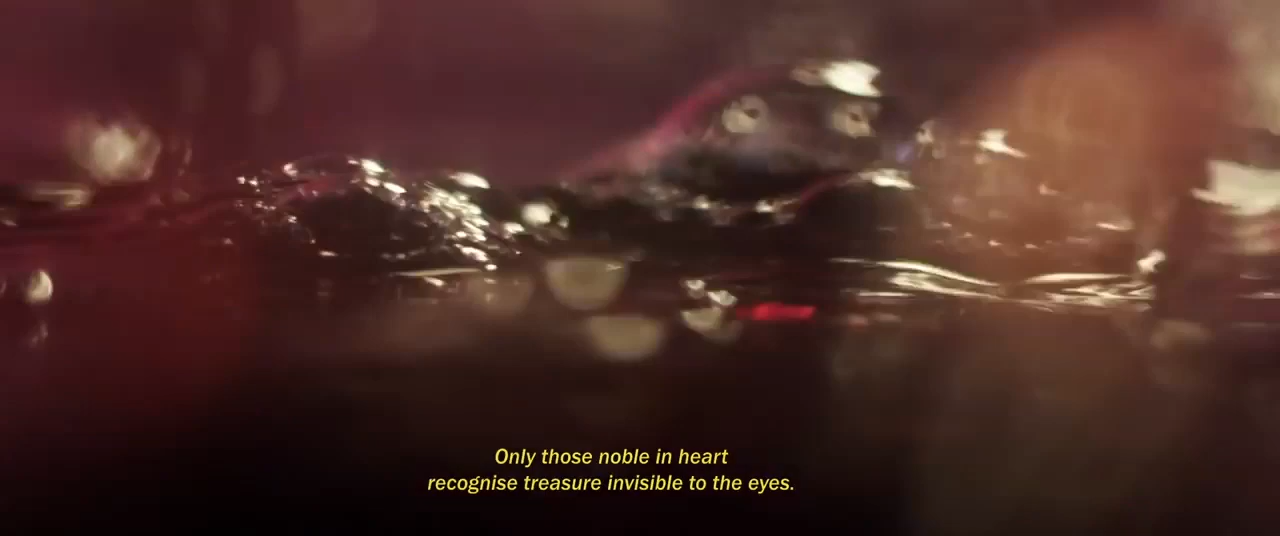 Only those noble in heart
recognise treasure invisible to the eyes.